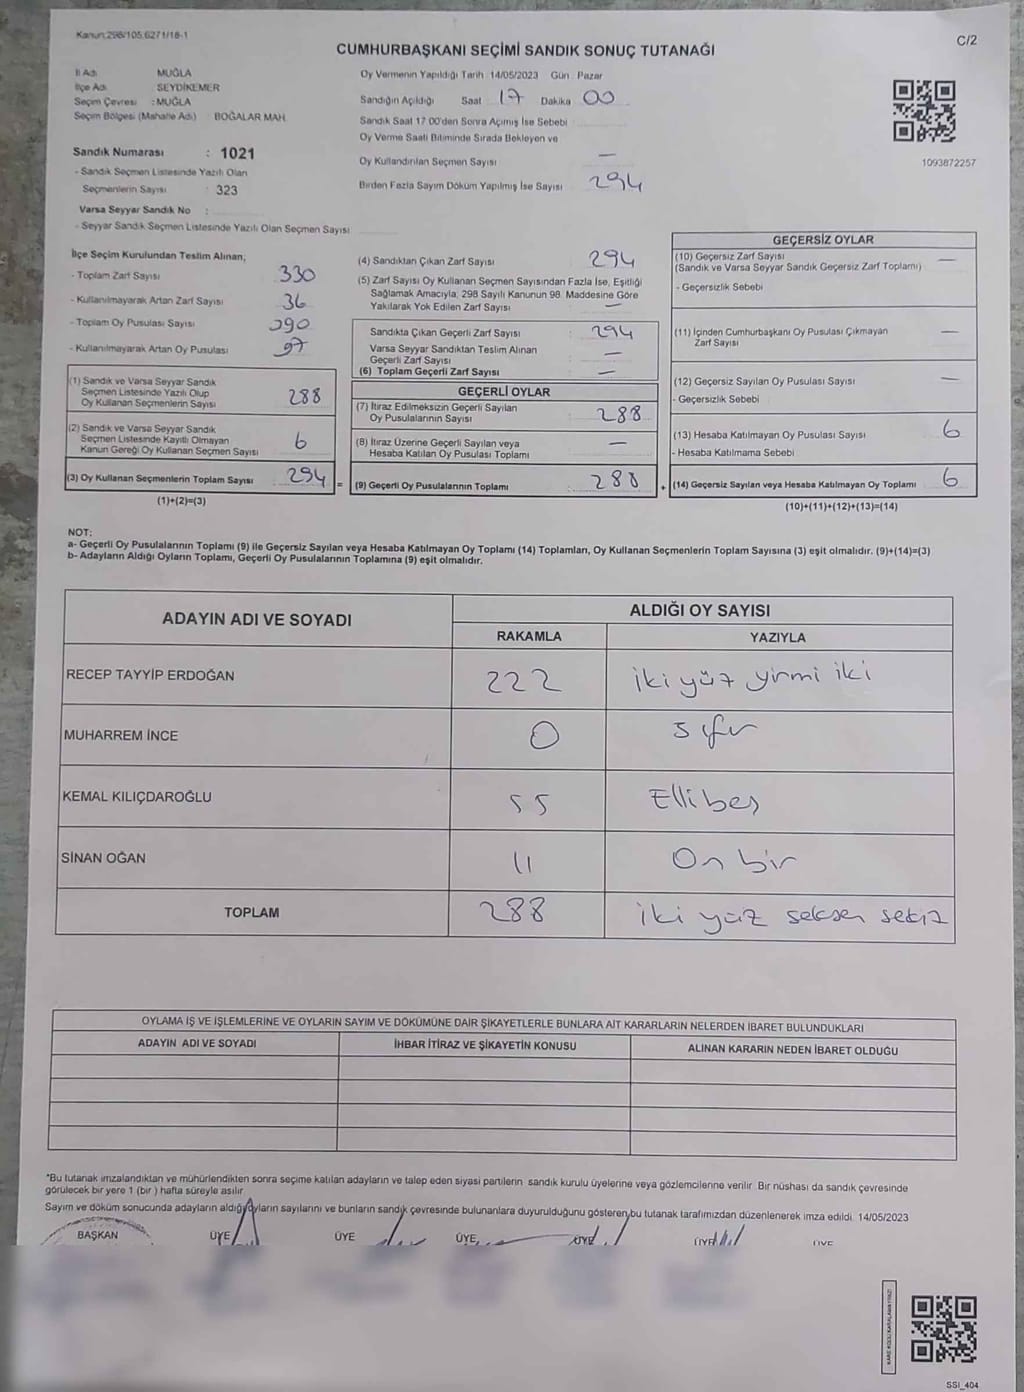 Kanun:298/105,6271/18-1
C/2
CUMHURBAŞKANI SEÇİMİ SANDIK SONUÇ TUTANAĞI
İl Adı MUĞLA
İlçe Adı SEYDİKEMER
Seçim Çevresi : MUĞLA
Seçim Bölgesi (Mahalle Adı) : BOĞALAR MAH.
Sandık Numarası : 1021
- Sandık Seçmen Listesinde Yazılı Olan
Seçmenlerin Sayısı : 323
Varsa Seyyar Sandık No :
- Seyyar Sandık Seçmen Listesinde Yazılı Olan Seçmen Sayısı
Oy Vermenin Yapıldığı Tarih 14/05/2023 Gün : Pazar
Sandığın Açıldığı Saat 17 Dakika 00
Sandık Saat 17:00'den Sonra Açımış İse Sebebi
Oy Verme Saati Bitiminde Sırada Bekleyen ve
Oy Kullandırılan Seçmen Sayısı —
Birden Fazla Sayım Döküm Yapılmış İse Sayısı 294
1093872257
İlçe Seçim Kurulundan Teslim Alınan;
- Toplam Zarf Sayısı 330
- Kullanılmayarak Artan Zarf Sayısı 36
- Toplam Oy Pusulası Sayısı 390
- Kullanılmayarak Artan Oy Pusulası 97
(1) Sandık ve Varsa Seyyar Sandık
Seçmen Listesinde Yazılı Olup
Oy Kullanan Seçmenlerin Sayısı 288
(2) Sandık ve Varsa Seyyar Sandık
Seçmen Listesinde Kayıtlı Olmayan
Kanun Gereği Oy Kullanan Seçmen Sayısı 6
(3) Oy Kullanan Seçmenlerin Toplam Sayısı 294 =
(1)+(2)=(3)
(4) Sandıktan Çıkan Zarf Sayısı 294
(5) Zarf Sayısı Oy Kullanan Seçmen Sayısından Fazla İse, Eşitliği
Sağlamak Amacıyla; 298 Sayılı Kanunun 98. Maddesine Göre
Yakılarak Yok Edilen Zarf Sayısı —
Sandıkta Çıkan Geçerli Zarf Sayısı : 294
Varsa Seyyar Sandıktan Teslim Alınan
Geçerli Zarf Sayısı —
(6) Toplam Geçerli Zarf Sayısı —
GEÇERLİ OYLAR
(7) İtiraz Edilmeksizin Geçerli Sayılan
Oy Pusulalarının Sayısı 288
(8) İtiraz Üzerine Geçerli Sayılan veya
Hesaba Katılan Oy Pusulası Toplamı —
(9) Geçerli Oy Pusulalarının Toplamı 288 +
GEÇERSİZ OYLAR
(10) Geçersiz Zarf Sayısı —
(Sandık ve Varsa Seyyar Sandık Geçersiz Zarf Toplamı)
- Geçersizlik Sebebi
(11) İçinden Cumhurbaşkanı Oy Pusulası Çıkmayan
Zarf Sayısı —
(12) Geçersiz Sayılan Oy Pusulası Sayısı —
- Geçersizlik Sebebi
(13) Hesaba Katılmayan Oy Pusulası Sayısı 6
- Hesaba Katılmama Sebebi
(14) Geçersiz Sayılan veya Hesaba Katılmayan Oy Toplamı 6
(10)+(11)+(12)+(13)=(14)
NOT:
a- Geçerli Oy Pusulalarının Toplamı (9) ile Geçersiz Sayılan veya Hesaba Katılmayan Oy Toplamı (14) Toplamları, Oy Kullanan Seçmenlerin Toplam Sayısına (3) eşit olmalıdır. (9)+(14)=(3)
b- Adayların Aldığı Oyların Toplamı, Geçerli Oy Pusulalarının Toplamına (9) eşit olmalıdır.
ADAYIN ADI VE SOYADI ALDIĞI OY SAYISI
RAKAMLA YAZIYLA
RECEP TAYYİP ERDOĞAN 222 iki yüz yirmi iki
MUHARREM İNCE 0 sıfır
KEMAL KILIÇDAROĞLU 55 Elli beş
SİNAN OĞAN 11 On bir
TOPLAM 288 iki yüz seksen sekiz
OYLAMA İŞ VE İŞLEMLERİNE VE OYLARIN SAYIM VE DÖKÜMÜNE DAİR ŞİKAYETLERLE BUNLARA AİT KARARLARIN NELERDEN İBARET BULUNDUKLARI
ADAYIN ADI VE SOYADI İHBAR İTİRAZ VE ŞİKAYETİN KONUSU ALINAN KARARIN NEDEN İBARET OLDUĞU
*Bu tutanak imzalandıktan ve mühürlendikten sonra seçime katılan adayların ve talep eden siyasi partilerin sandık kurulu üyelerine veya gözlemcilerine verilir. Bir nüshası da sandık çevresinde
görülecek bir yere 1 (bir ) hafta süreyle asılır.
Sayım ve döküm sonucunda adayların aldığı oyların sayılarını ve bunların sandık çevresinde bulunanlara duyurulduğunu gösteren bu tutanak tarafımızdan düzenlenerek imza edildi. 14/05/2023
BAŞKAN ÜYE ÜYE ÜYE ÜYE ÜYE ÜYE
SSI_404